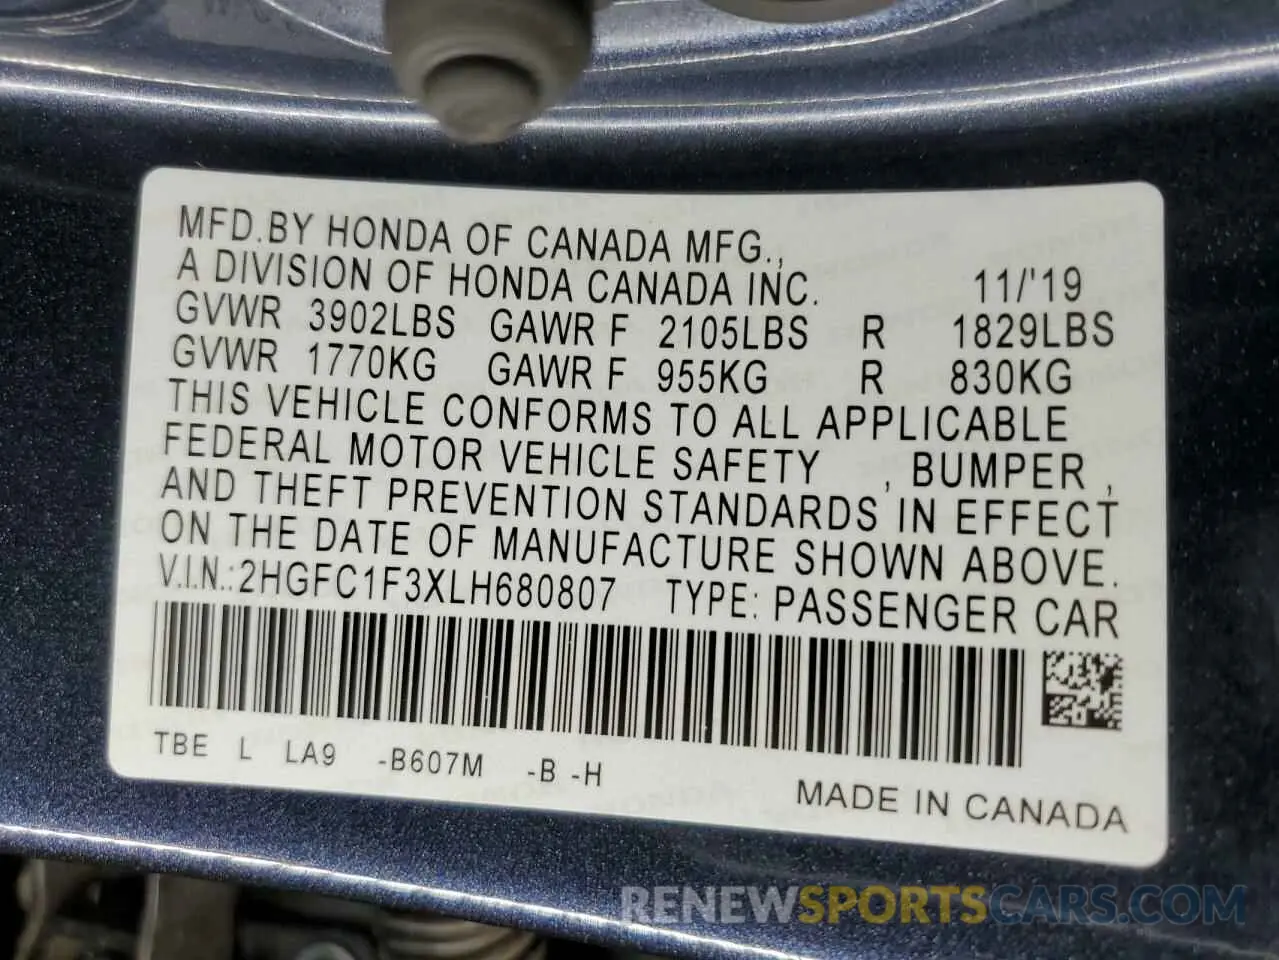 MFD.BY HONDA OF CANADA MFG.,
A DIVISION OF HONDA CANADA INC. 11/'19
GVWR 3902LBS GAWR F 2105LBS R 1829LBS
GVWR 1770KG GAWR F 955KG R 830KG
THIS VEHICLE CONFORMS TO ALL APPLICABLE
FEDERAL MOTOR VEHICLE SAFETY , BUMPER ,
AND THEFT PREVENTION STANDARDS IN EFFECT
ON THE DATE OF MANUFACTURE SHOWN ABOVE.
V.I.N.:2HGFC1F3XLH680807 TYPE: PASSENGER CAR
TBE L LA9 -B607M -B -H
MADE IN CANADA
RENEWSPORTSCARS.COM